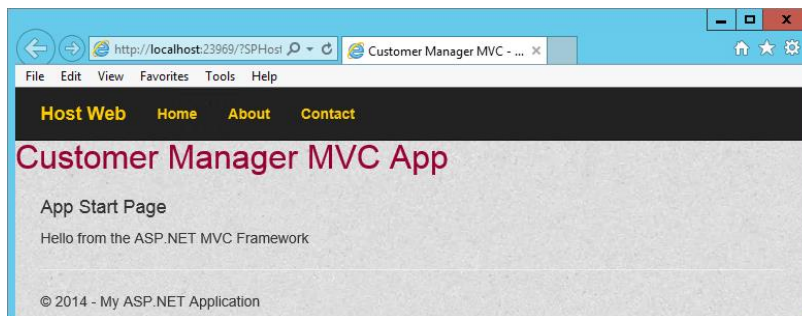 http://localhost:23969/?SPHost
Customer Manager MVC - ...
File Edit View Favorites Tools Help
Host Web Home About Contact
Customer Manager MVC App
App Start Page
Hello from the ASP.NET MVC Framework
© 2014 - My ASP.NET Application